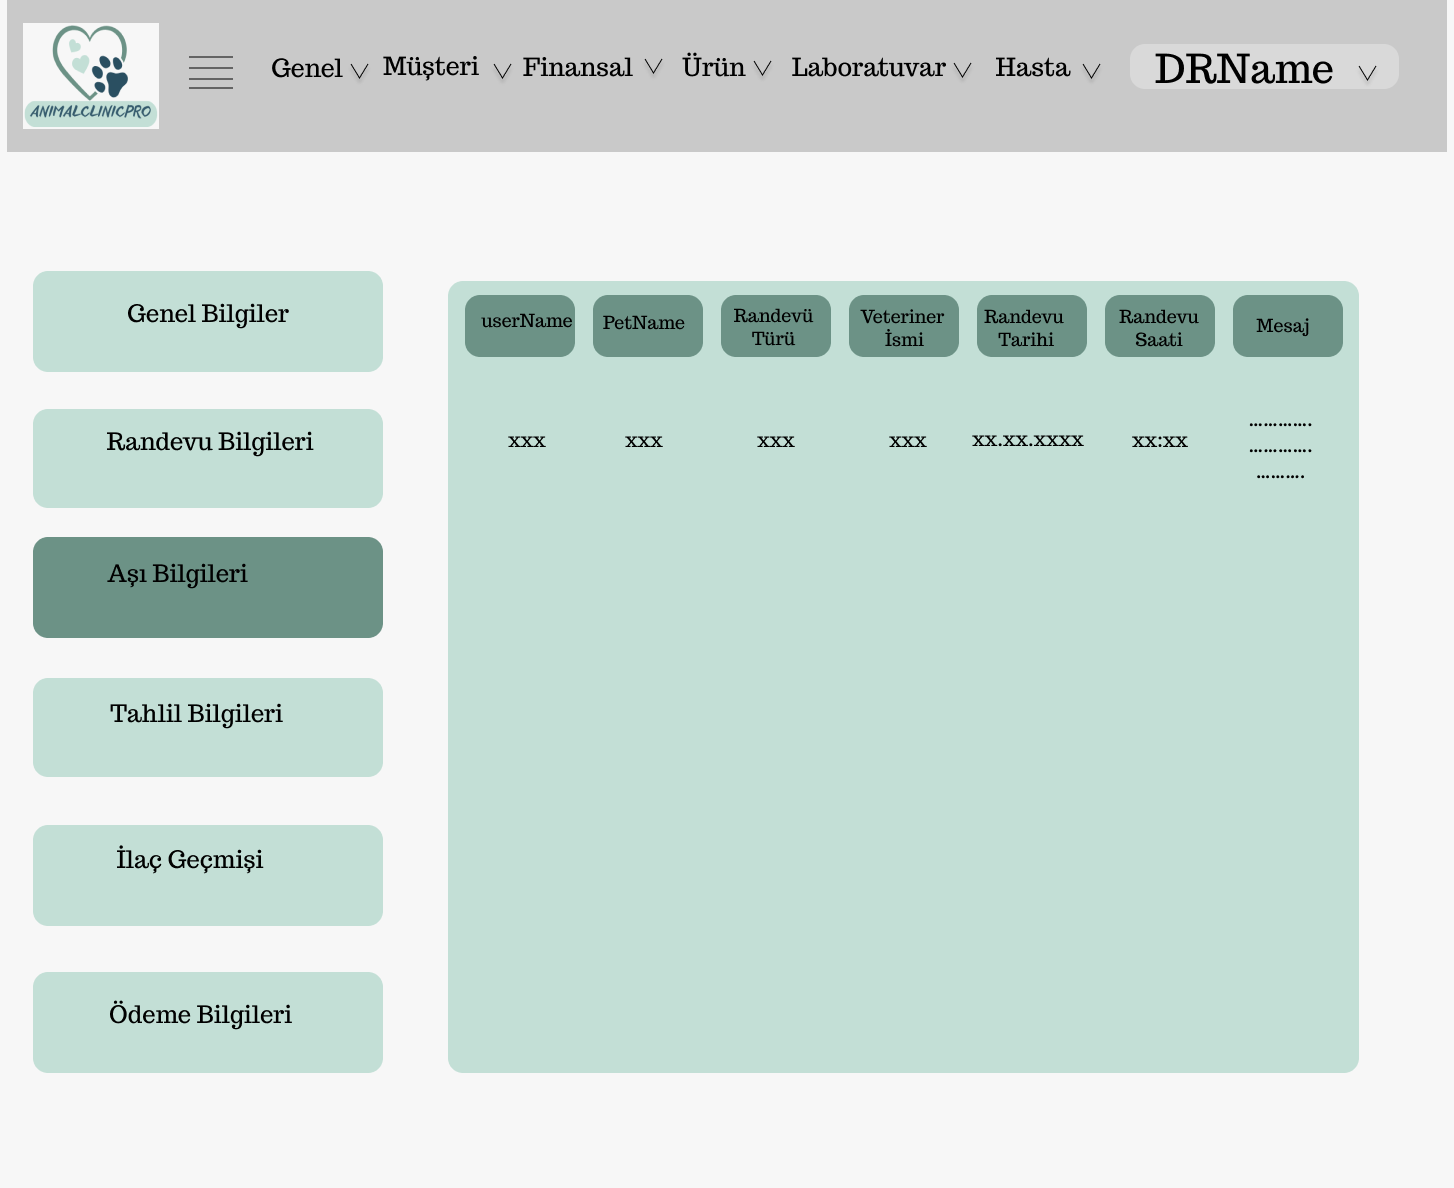 ANIMALCLINICPRO
Genel Müşteri Finansal Ürün Laboratuvar Hasta DRName
Genel Bilgiler
Randevu Bilgileri
Aşı Bilgileri
Tahlil Bilgileri
İlaç Geçmişi
Ödeme Bilgileri
userName PetName Randevü Türü Veteriner İsmi Randevu Tarihi Randevu Saati Mesaj
xxx xxx xxx xxx xx.xx.xxxx xx:xx
.............
.............
..........